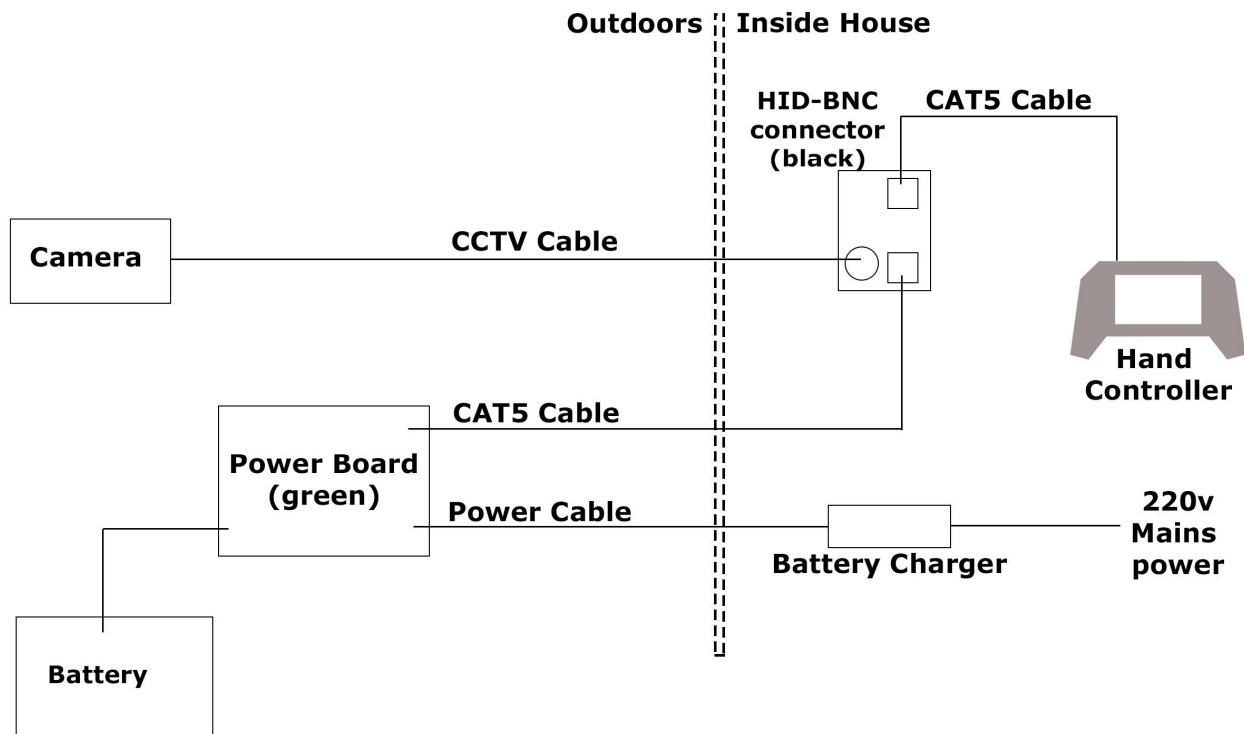 Outdoors
Inside House
HID-BNC
connector
(black)
CAT5 Cable
Camera
CCTV Cable
Hand
Controller
CAT5 Cable
Power Board
(green)
Power Cable
220v
Mains
power
Battery Charger
Battery